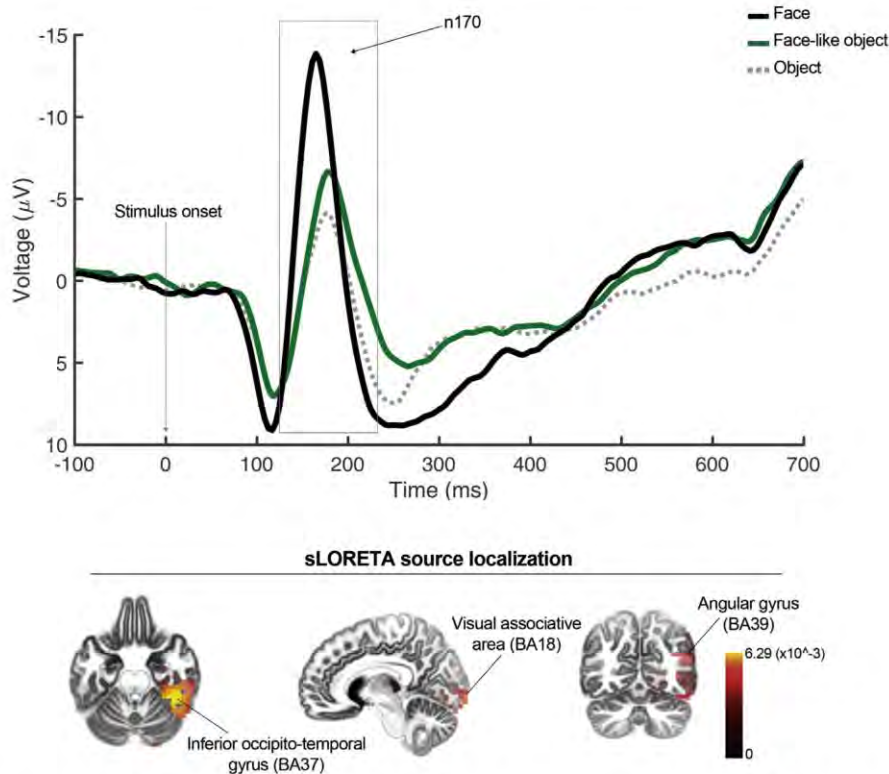 -15
-10
-5
0
5
10
Voltage (μV)
-100
0
100
200
300
400
500
600
700
Time (ms)
Stimulus onset
n170
Face
Face-like object
Object
sLORETA source localization
Inferior occipito-temporal
gyrus (BA37)
Visual associative
area (BA18)
Angular gyrus
(BA39)
6.29 (x10^-3)
0